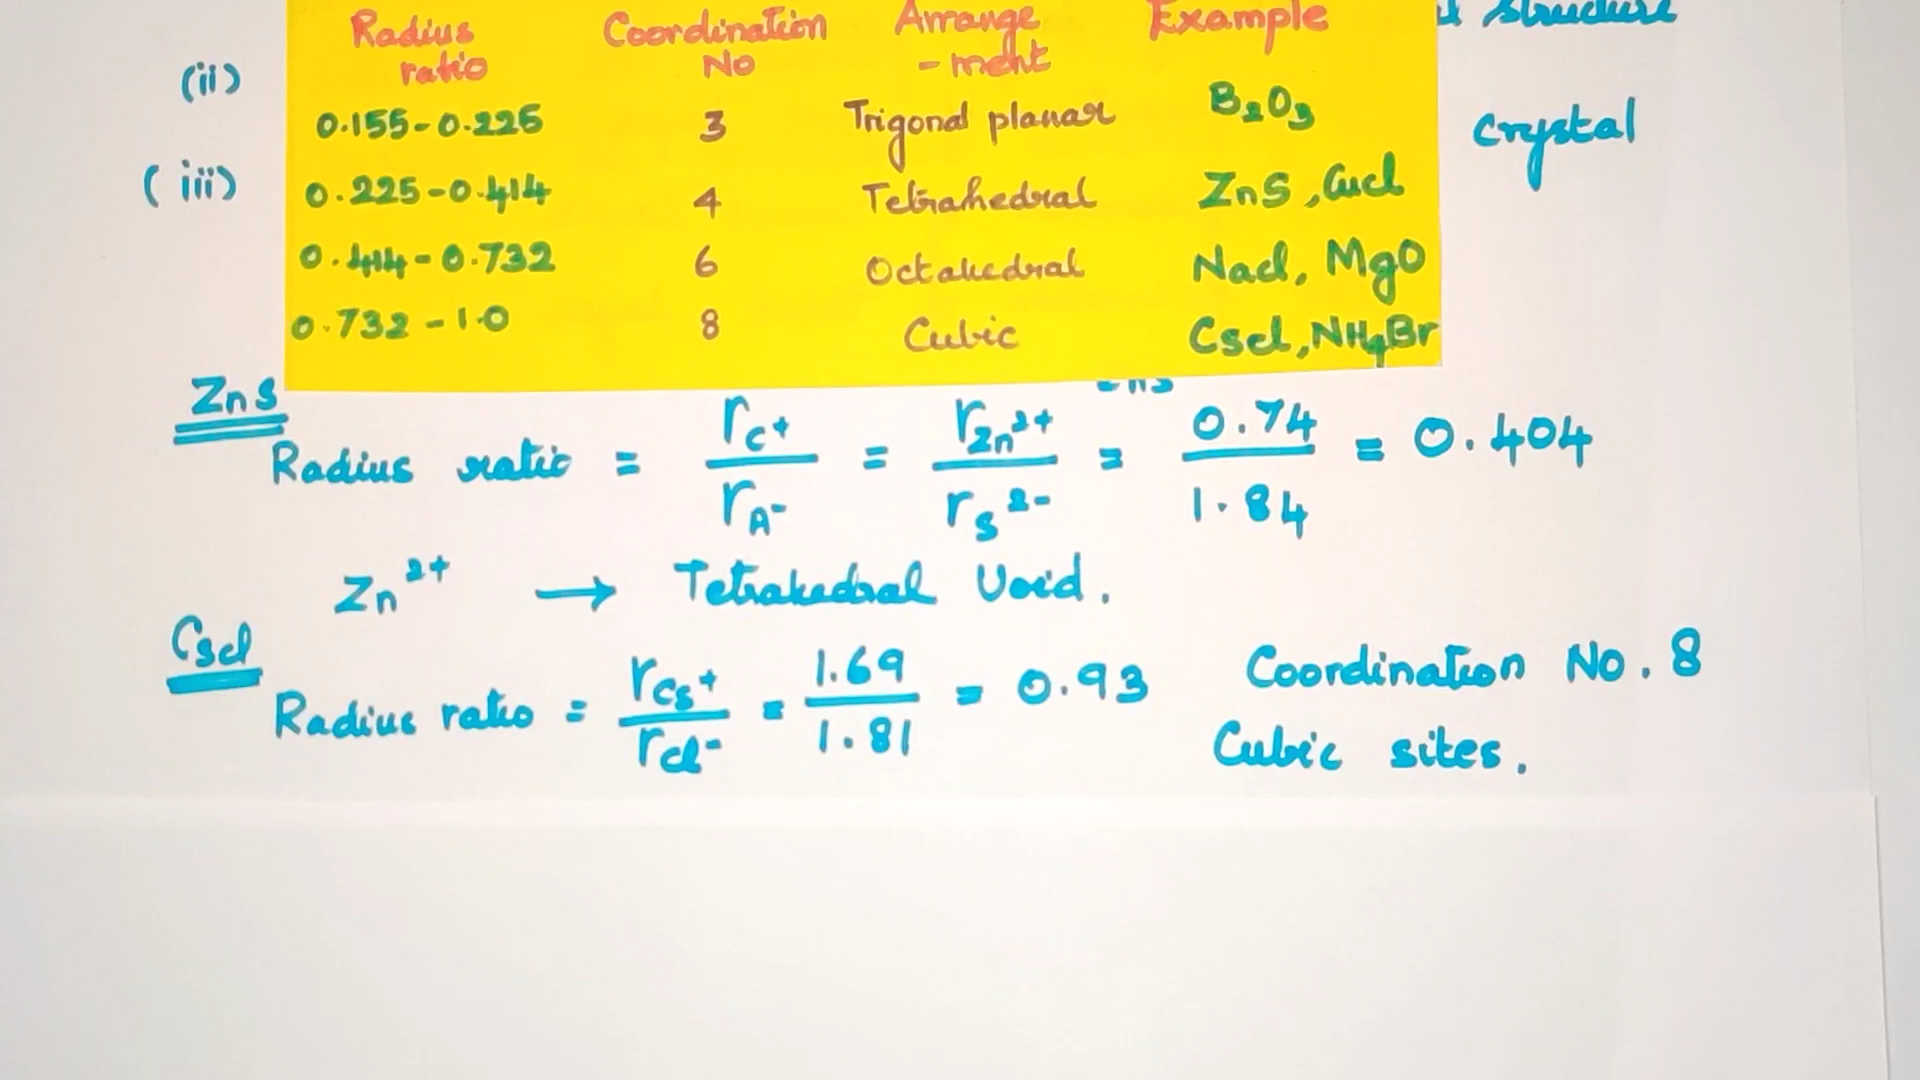 Radius ratio Coordination No Arrange-ment Example
structure
(ii)
0.155-0.225 3 Trigonal planar B2O3
crystal
(iii)
0.225-0.414 4 Tetrahedral ZnS, CuCl
0.414-0.732 6 Octahedral NaCl, MgO
0.732-1.0 8 Cubic CsCl, NH4Br
ZnS
Radius ratio = rC+ / rA- = rZn2+ / rS2- = 0.74 / 1.84 = 0.404
Zn2+ → Tetrahedral Void.
CsCl
Radius ratio = rCs+ / rCl- = 1.69 / 1.81 = 0.93 Coordination No. 8
Cubic sites.